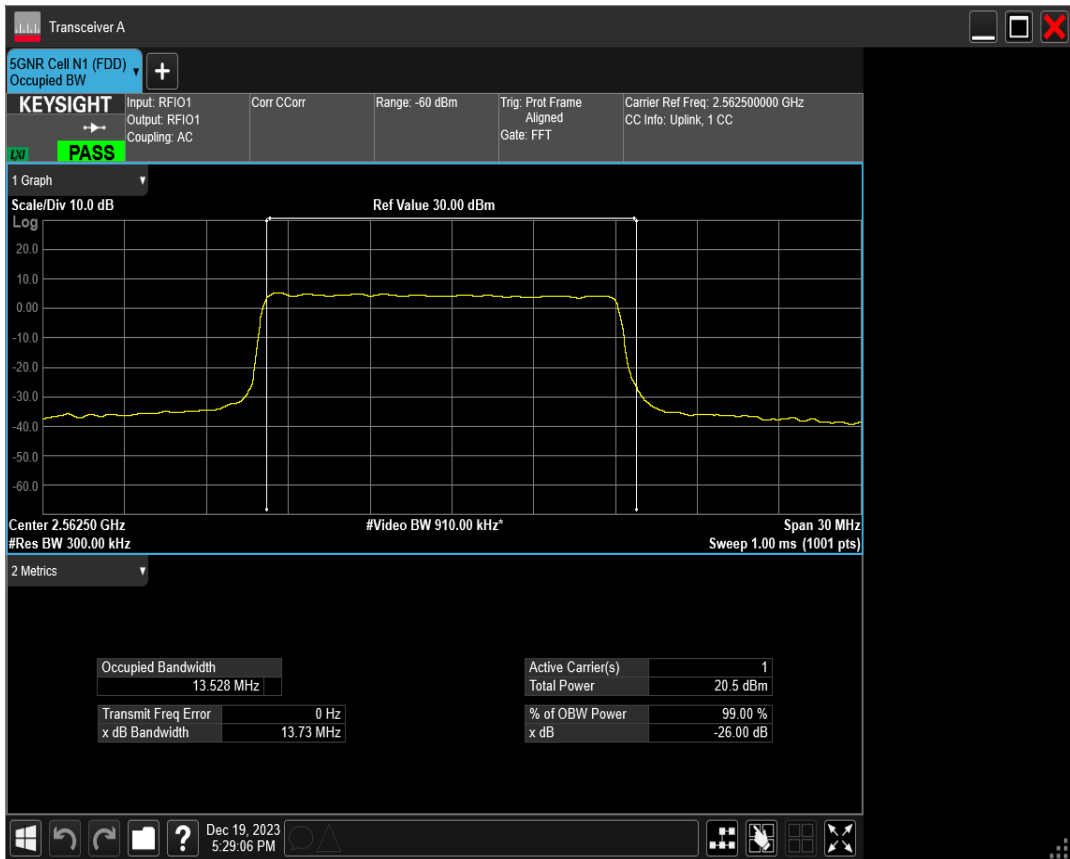 Transceiver A
5GNR Cell N1 (FDD)
Occupied BW
+
KEYSIGHT
LXI
PASS
Input: RFIO1
Output: RFIO1
Coupling: AC
Corr CCorr
Range: -60 dBm
Trig: Prot Frame
Aligned
Gate: FFT
Carrier Ref Freq: 2.562500000 GHz
CC Info: Uplink, 1 CC
1 Graph
Scale/Div 10.0 dB
Ref Value 30.00 dBm
Log
20.0
10.0
0.00
-10.0
-20.0
-30.0
-40.0
-50.0
-60.0
Center 2.56250 GHz
#Video BW 910.00 kHz*
Span 30 MHz
#Res BW 300.00 kHz
Sweep 1.00 ms (1001 pts)
2 Metrics
Occupied Bandwidth
13.528 MHz
Transmit Freq Error 0 Hz
x dB Bandwidth 13.73 MHz
Active Carrier(s) 1
Total Power 20.5 dBm
% of OBW Power 99.00 %
x dB -26.00 dB
?
Dec 19, 2023
5:29:06 PM